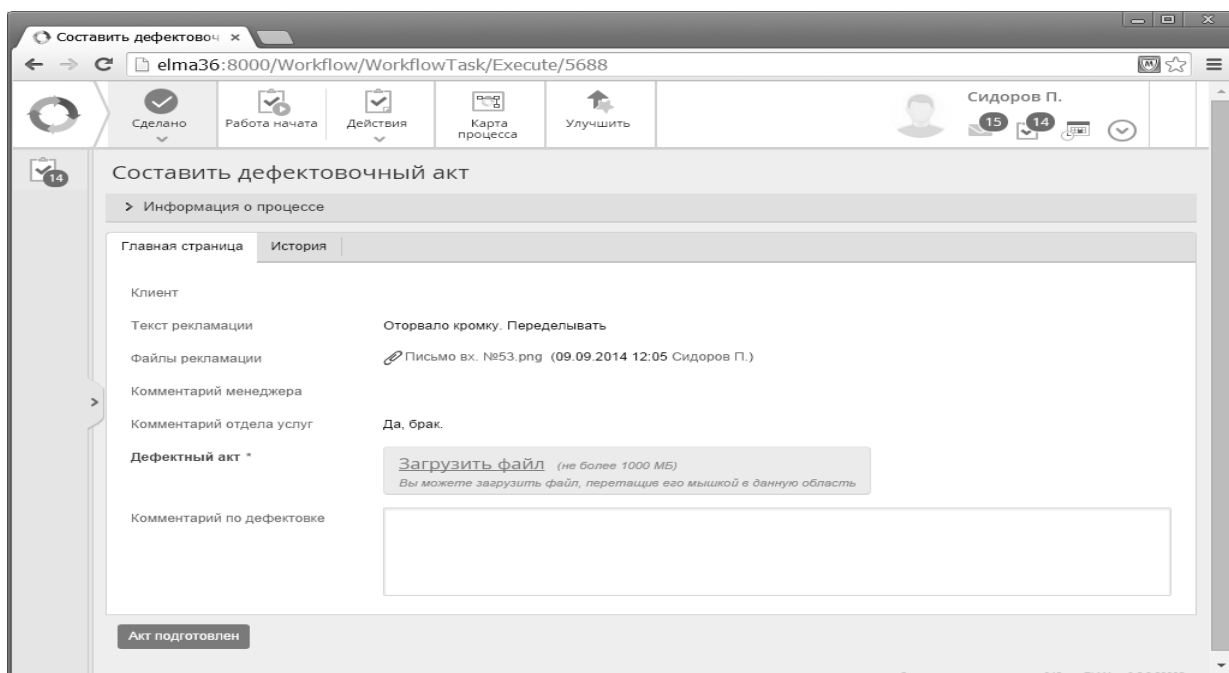 Составить дефектовоч
elma36:8000/Workflow/WorkflowTask/Execute/5688
Сделано
Работа начата
Действия
Карта процесса
Улучшить
Сидоров П.
15
14
14
Составить дефектовочный акт
Информация о процессе
Главная страница История
Клиент
Текст рекламации Оторвало кромку. Переделывать
Файлы рекламации Письмо вх. №53.png (09.09.2014 12:05 Сидоров П.)
Комментарий менеджера
Комментарий отдела услуг Да, брак.
Дефектный акт * Загрузить файл (не более 1000 МБ)
Вы можете загрузить файл, перетащив его мышкой в данную область
Комментарий по дефектовке
Акт подготовлен